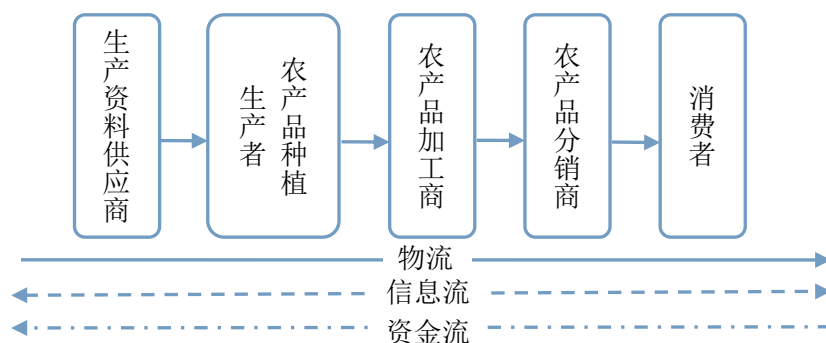 生产资料供应商
农产品种植
生产者
农产品加工商
农产品分销商
消费者
物流
信息流
资金流